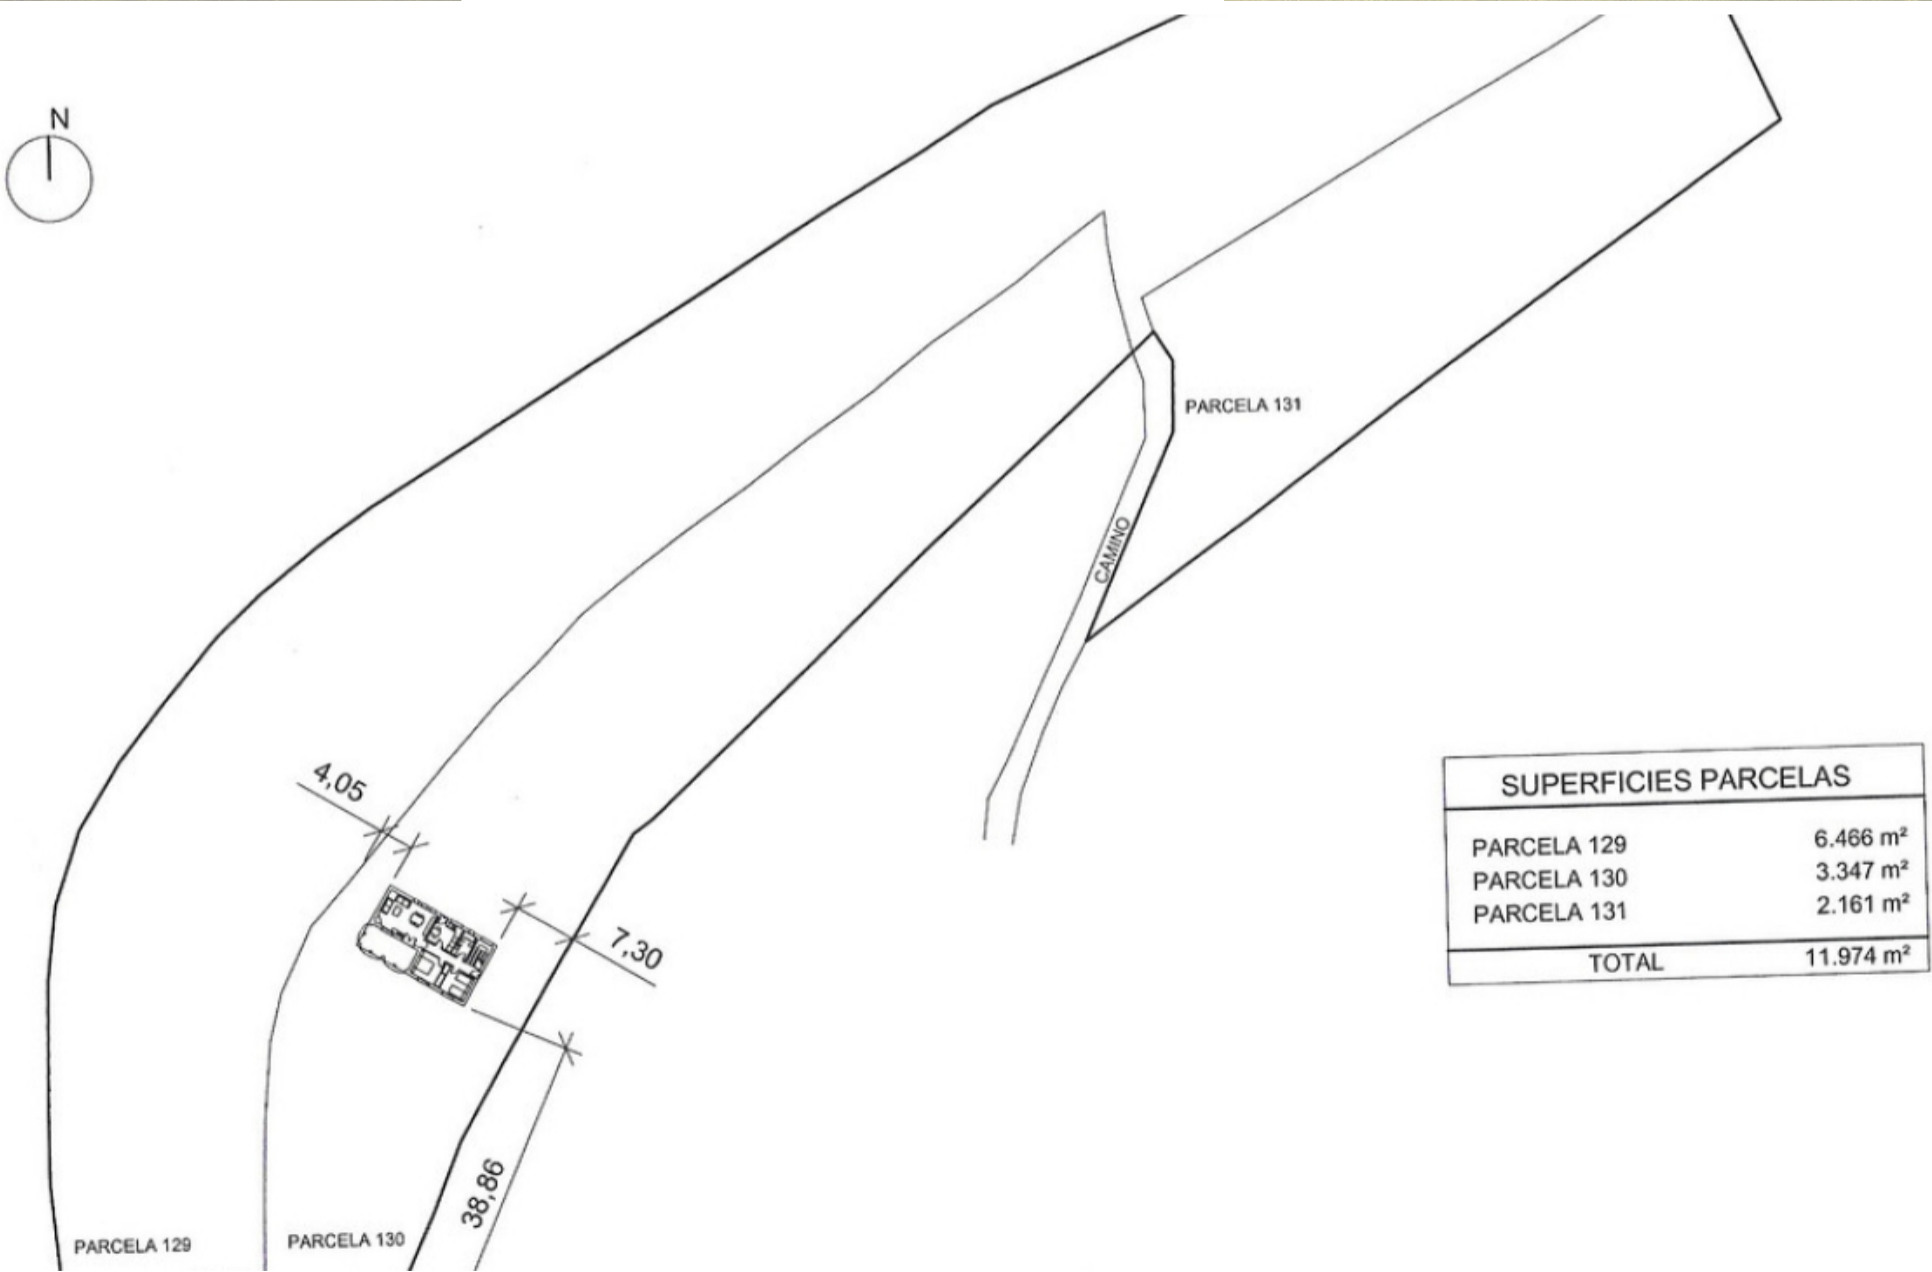 N
PARCELA 131
CAMINO
4,05
7,30
38,86
PARCELA 129
PARCELA 130
SUPERFICIES PARCELAS
PARCELA 129 6.466 m²
PARCELA 130 3.347 m²
PARCELA 131 2.161 m²
TOTAL 11.974 m²